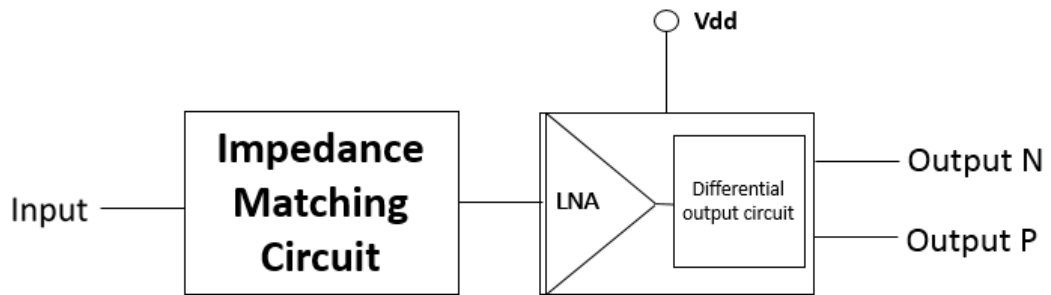 Vdd
Input
Impedance
Matching
Circuit
LNA
Differential
output circuit
Output N
Output P